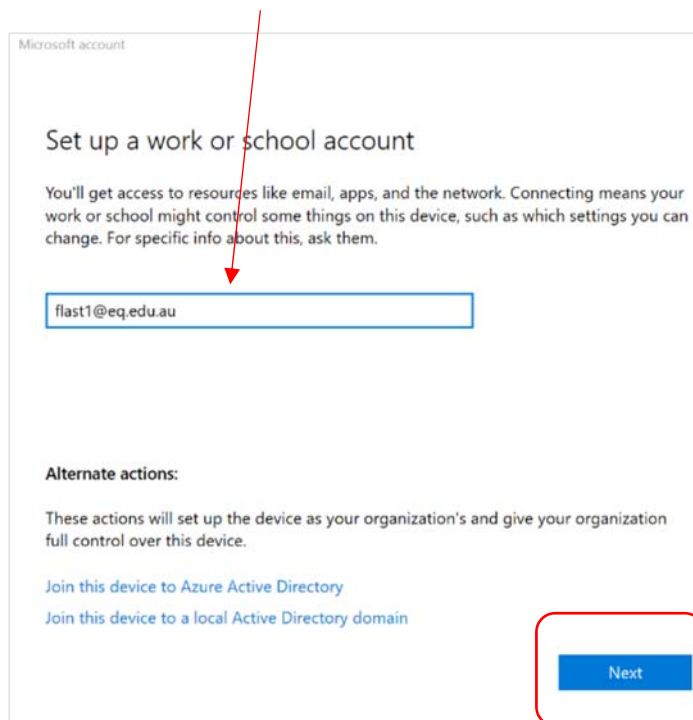 Microsoft account
Set up a work or school account
You'll get access to resources like email, apps, and the network. Connecting means your
work or school might control some things on this device, such as which settings you can
change. For specific info about this, ask them.
flast1@eq.edu.au
Alternate actions:
These actions will set up the device as your organization's and give your organization
full control over this device.
Join this device to Azure Active Directory
Join this device to a local Active Directory domain
Next